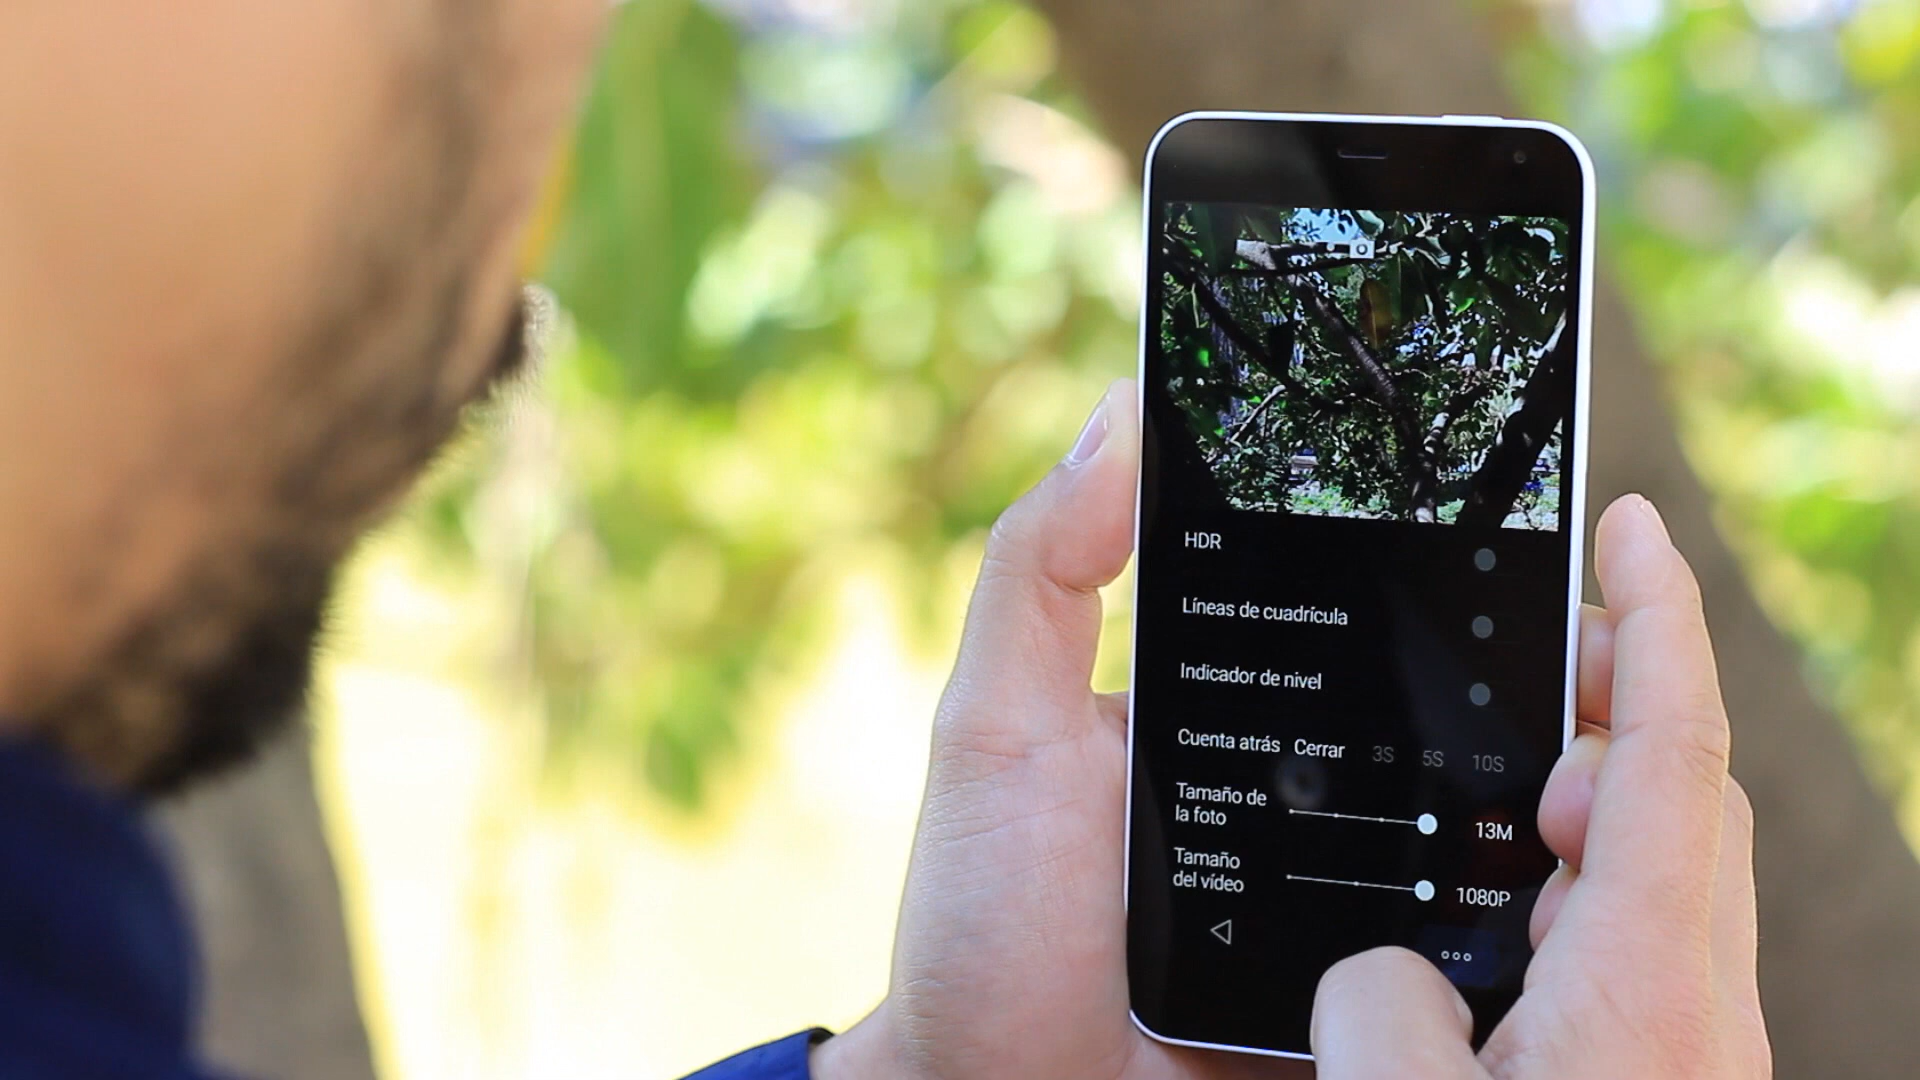 HDR
Líneas de cuadrícula
Indicador de nivel
Cuenta atrás Cerrar 3S 5S 10S
Tamaño de
la foto
13M
Tamaño
del vídeo
1080P